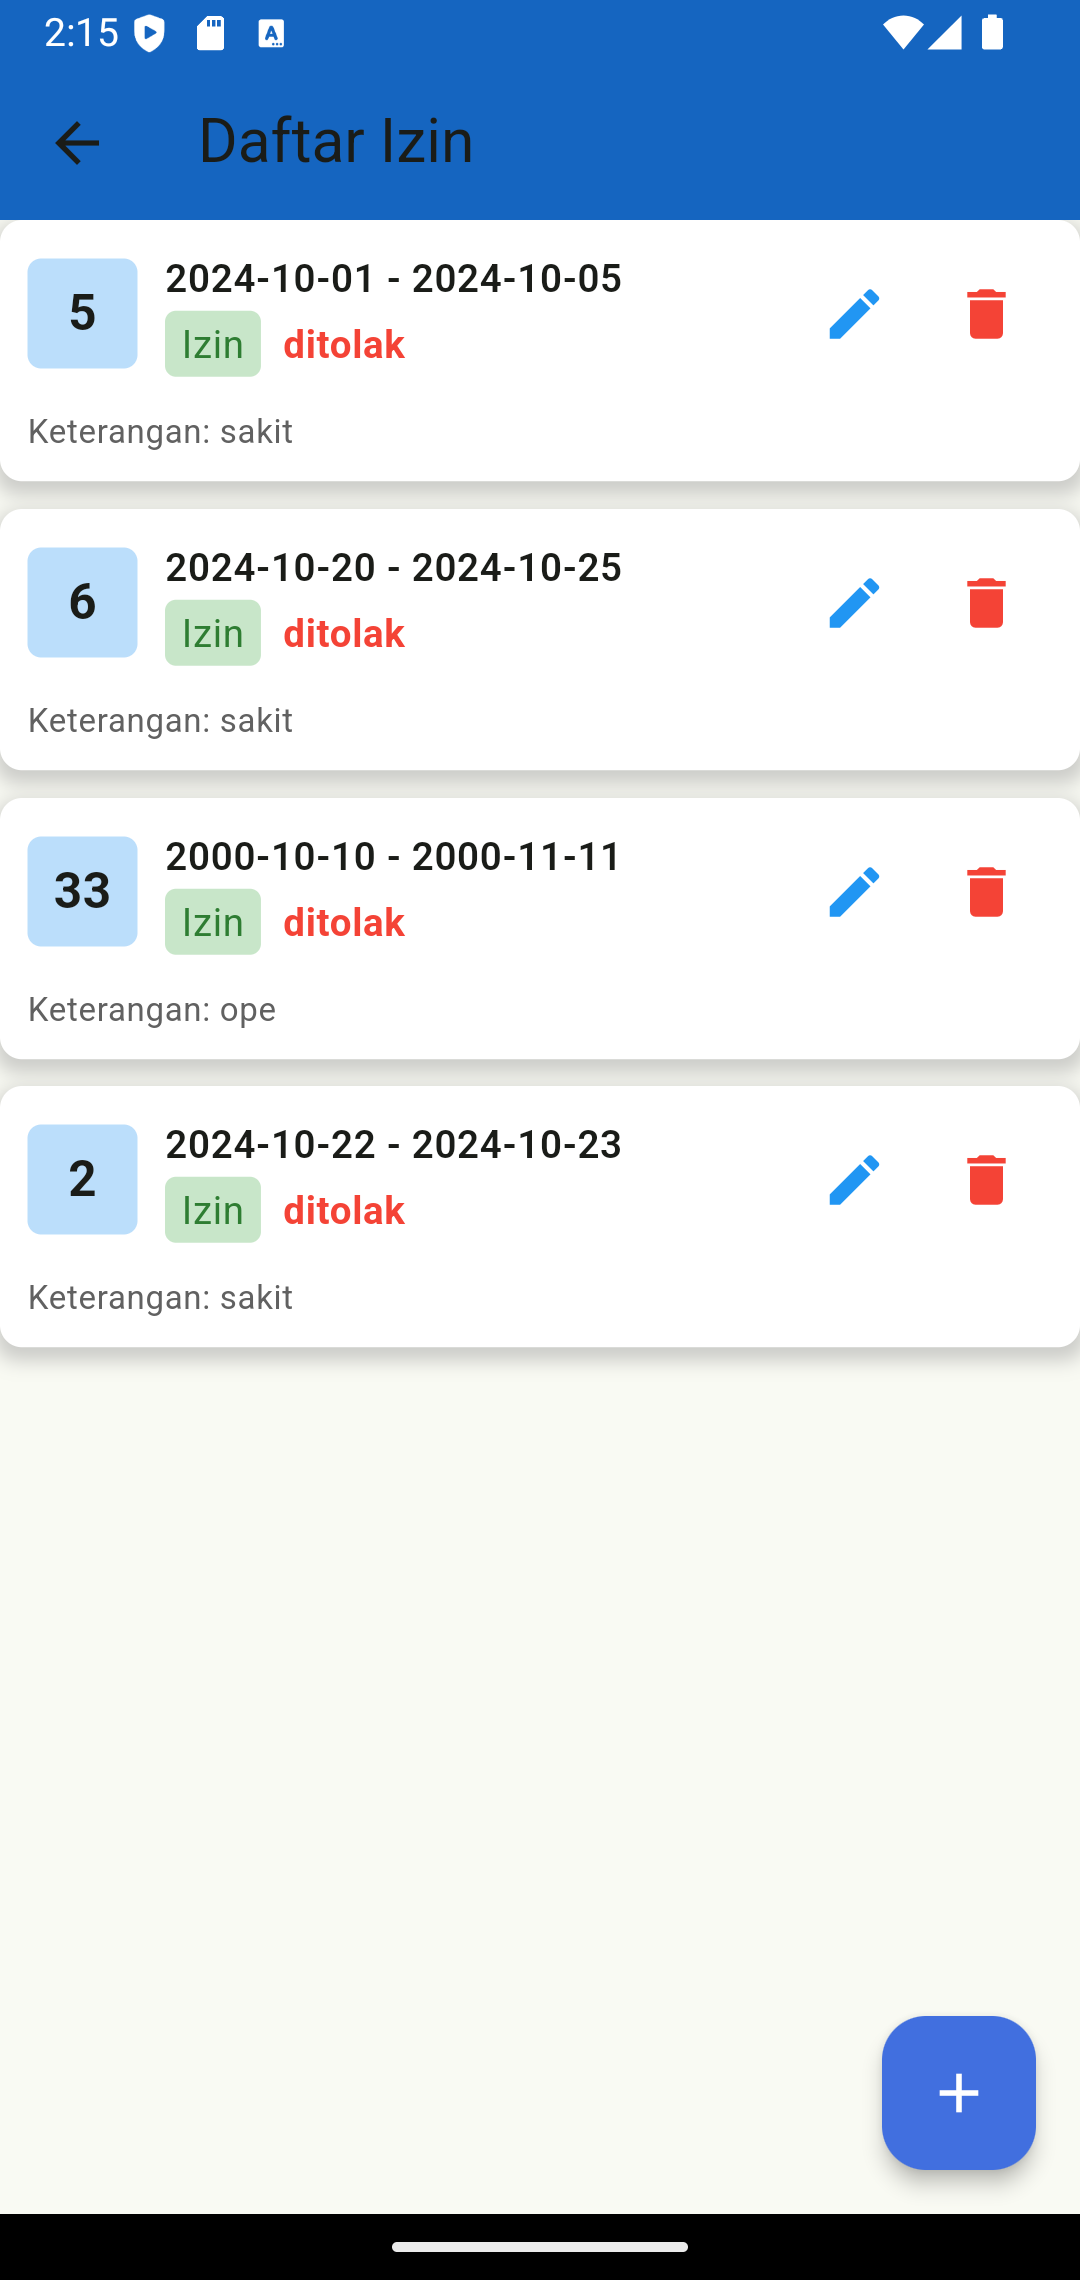 2:15
Daftar Izin
5
2024-10-01 - 2024-10-05
Izin ditolak
Keterangan: sakit
6
2024-10-20 - 2024-10-25
Izin ditolak
Keterangan: sakit
33
2000-10-10 - 2000-11-11
Izin ditolak
Keterangan: ope
2
2024-10-22 - 2024-10-23
Izin ditolak
Keterangan: sakit